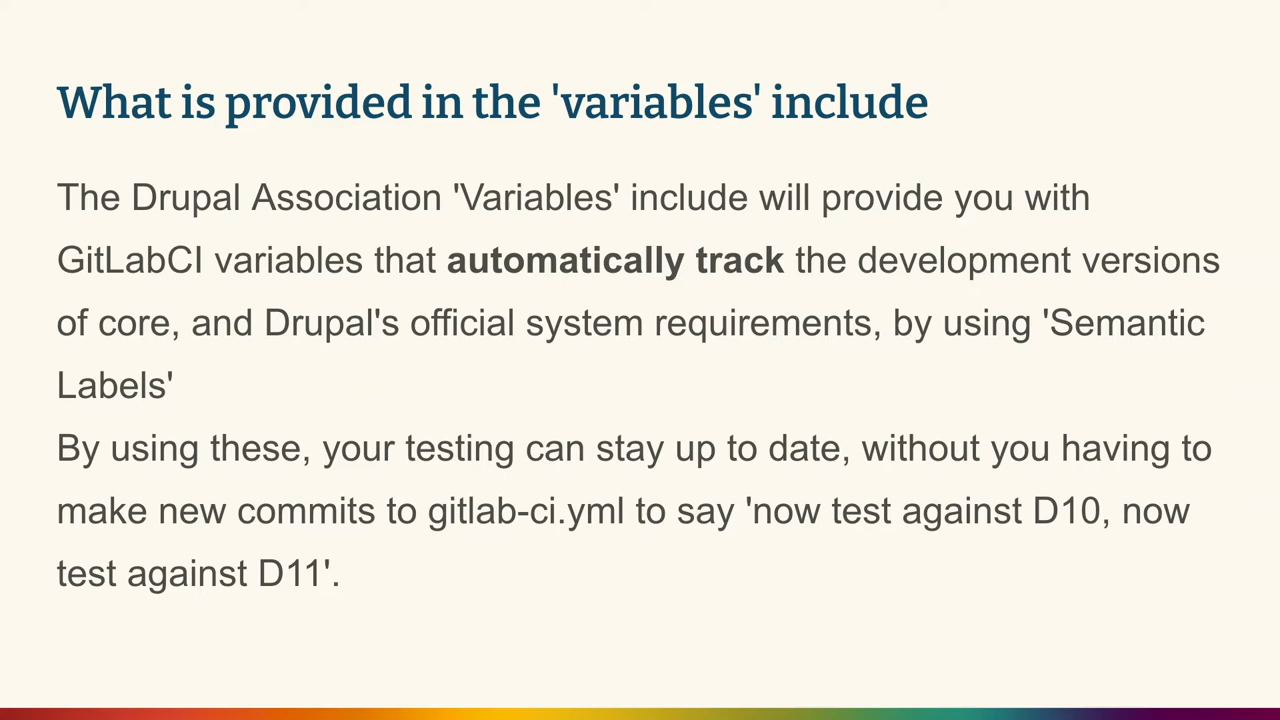 What is provided in the 'variables' include
The Drupal Association 'Variables' include will provide you with
GitLabCI variables that automatically track the development versions
of core, and Drupal's official system requirements, by using 'Semantic
Labels'
By using these, your testing can stay up to date, without you having to
make new commits to gitlab-ci.yml to say 'now test against D10, now
test against D11'.